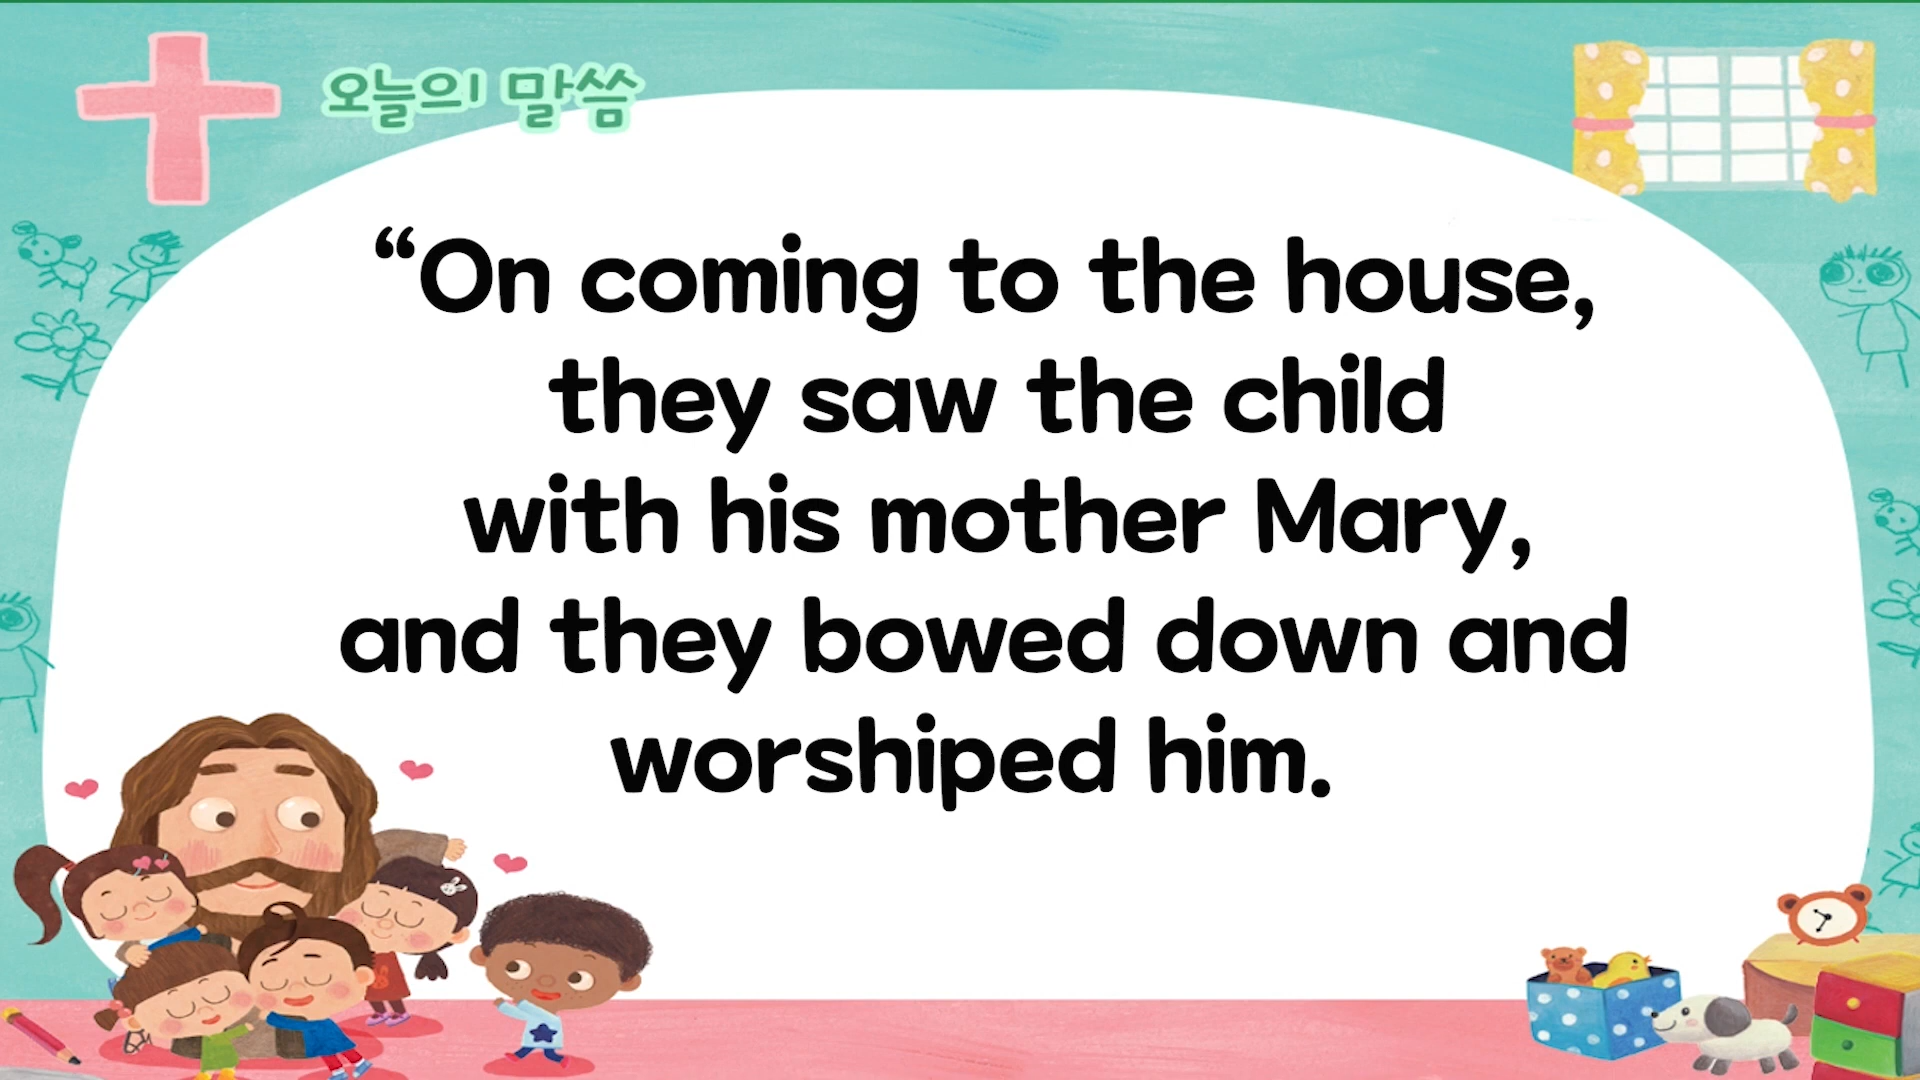 오늘의 말씀
“On coming to the house,
they saw the child
with his mother Mary,
and they bowed down and
worshiped him.